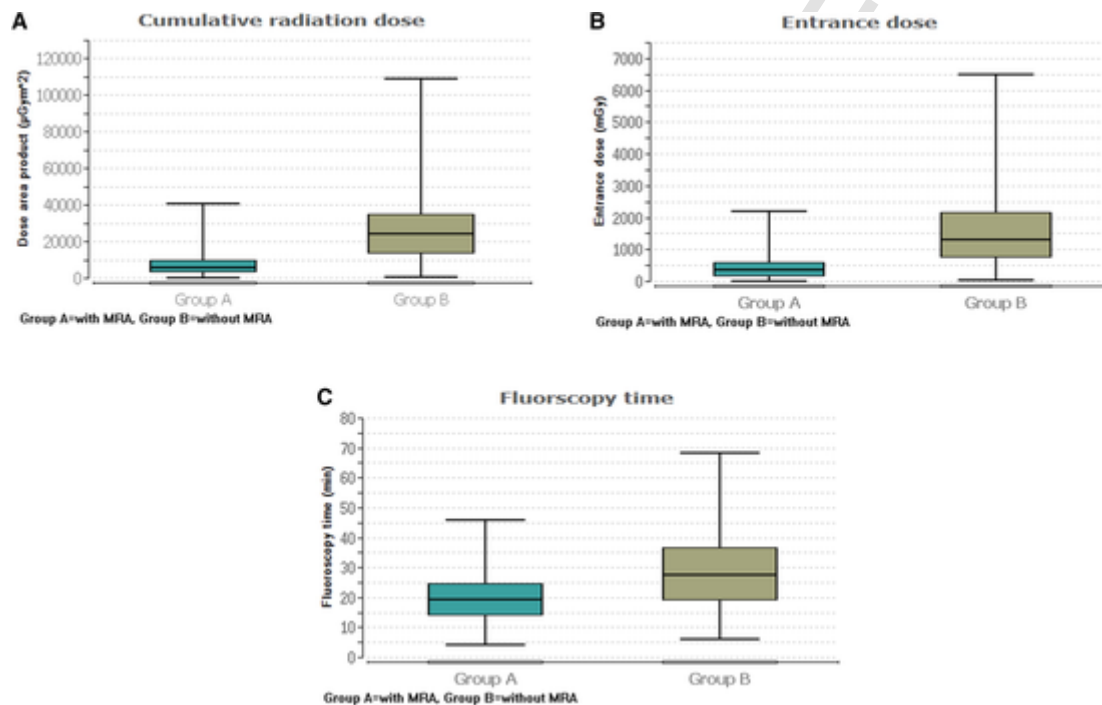 A
Cumulative radiation dose
Dose area product (µGym^2)
120000
100000
80000
60000
40000
20000
0
Group A
Group B
Group A=with MRA, Group B=without MRA
B
Entrance dose
Entrance dose (mGy)
7000
6000
5000
4000
3000
2000
1000
0
Group A
Group B
Group A=with MRA, Group B=without MRA
C
Fluorscopy time
Fluoroscopy time (min)
80
70
60
50
40
30
20
10
0
Group A
Group B
Group A=with MRA, Group B=without MRA